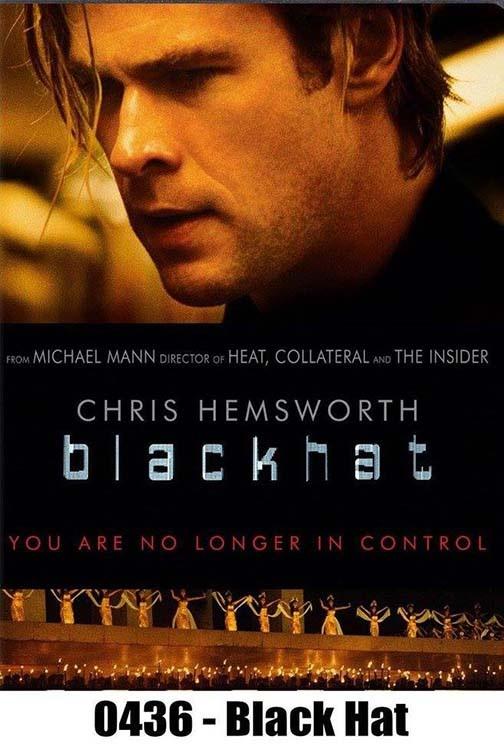 FROM MICHAEL MANN DIRECTOR OF HEAT, COLLATERAL AND THE INSIDER
CHRIS HEMSWORTH
blackhat
YOU ARE NO LONGER IN CONTROL
0436 - Black Hat